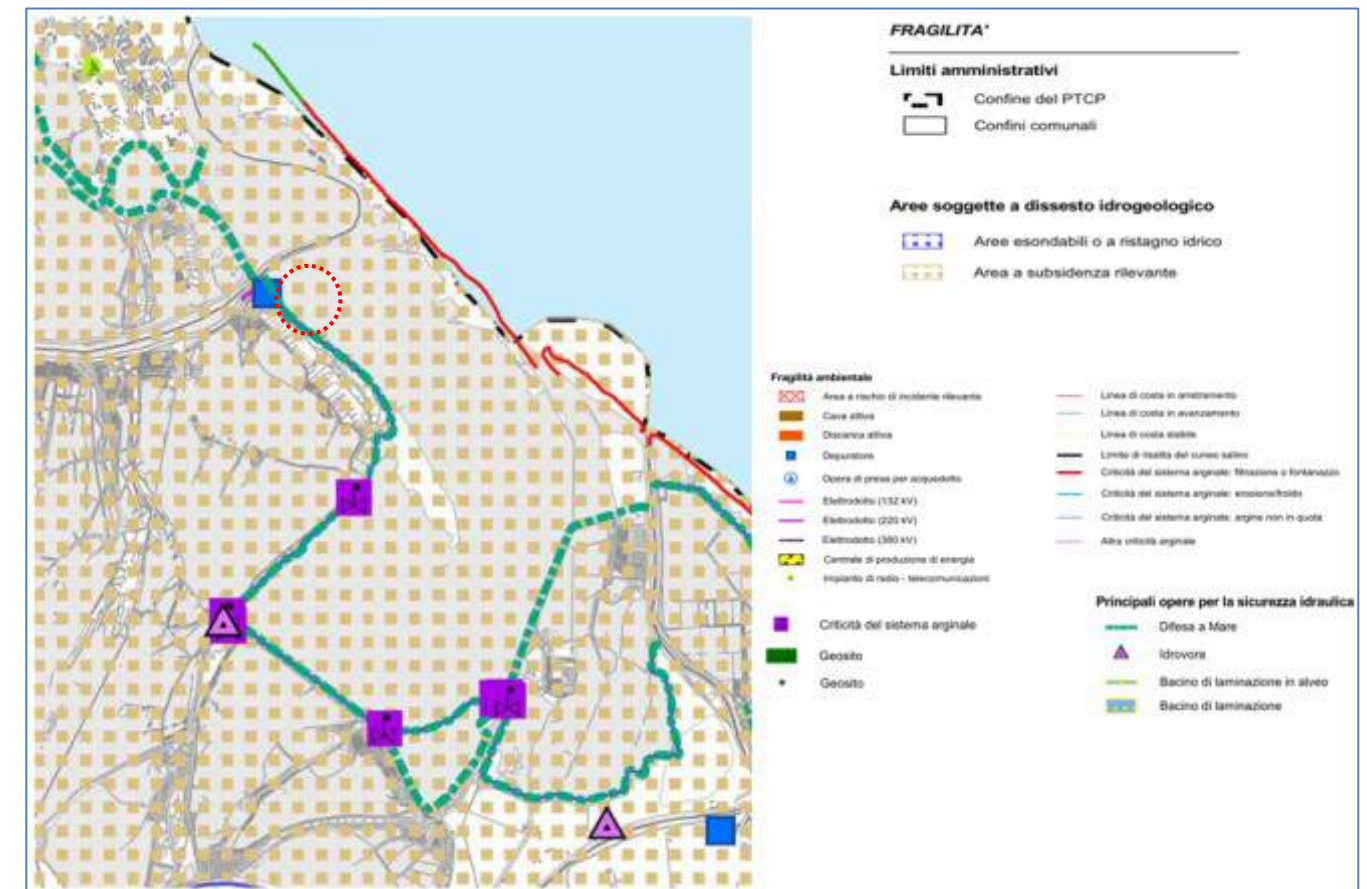 FRAGILITA'
Limiti amministrativi
Confine del PTCP
Confini comunali
Aree soggette a dissesto idrogeologico
Aree esondabili o a ristagno idrico
Area a subsidenza rilevante
Fragilità ambientale
Area a rischio di incidente rilevante
Cava attiva
Discarica attiva
Depuratore
Opera di presa per acquedotto
Elettrodotto (132 kV)
Elettrodotto (220 kV)
Elettrodotto (380 kV)
Centrale di produzione di energia
Impianto di radio - telecomunicazioni
Criticità del sistema arginale
Geosito
Geosito
Linea di costa in arretramento
Linea di costa in avanzamento
Linea di costa stabile
Limite di risalita del cuneo salino
Criticità del sistema arginale: filtrazione o fontanazzo
Criticità del sistema arginale: erosione/froldo
Criticità del sistema arginale: argine non in quota
Altra criticità arginale
Principali opere per la sicurezza idraulica
Difesa a Mare
Idrovore
Bacino di laminazione in alveo
Bacino di laminazione